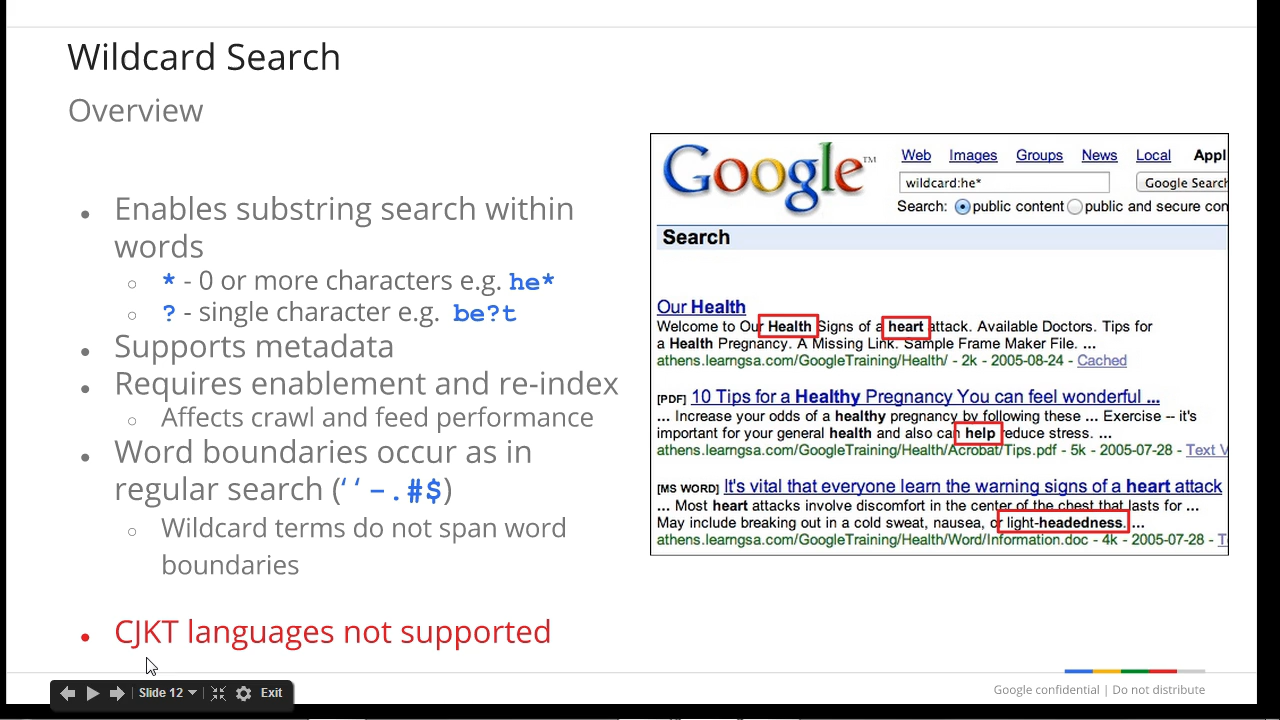 Wildcard Search
Overview
● Enables substring search within
words
○ * - 0 or more characters e.g. he*
○ ? - single character e.g. be?t
● Supports metadata
● Requires enablement and re-index
○ Affects crawl and feed performance
● Word boundaries occur as in
regular search (‘ ‘ - . # $)
○ Wildcard terms do not span word
boundaries
● CJKT languages not supported
Google™
Web Images Groups News Local Appl
wildcard:he* Google Search
Search: public content public and secure con
Search
Our Health
Welcome to Our Health Signs of a heart attack. Available Doctors. Tips for
a Health Pregnancy. A Missing Link. Sample Frame Maker File. ...
athens.learngsa.com/GoogleTraining/Health/ - 2k - 2005-08-24 - Cached
[PDF] 10 Tips for a Healthy Pregnancy You can feel wonderful ...
... Increase your odds of a healthy pregnancy by following these ... Exercise -- it's
important for your general health and also can help reduce stress. ...
athens.learngsa.com/GoogleTraining/Health/Acrobat/Tips.pdf - 5k - 2005-07-28 - Text V
[MS WORD] It's vital that everyone learn the warning signs of a heart attack
... Most heart attacks involve discomfort in the center of the chest that lasts for ...
May include breaking out in a cold sweat, nausea, or light-headedness. ...
athens.learngsa.com/GoogleTraining/Health/Word/Information.doc - 4k - 2005-07-28 - T
Slide 12 Exit
Google confidential | Do not distribute